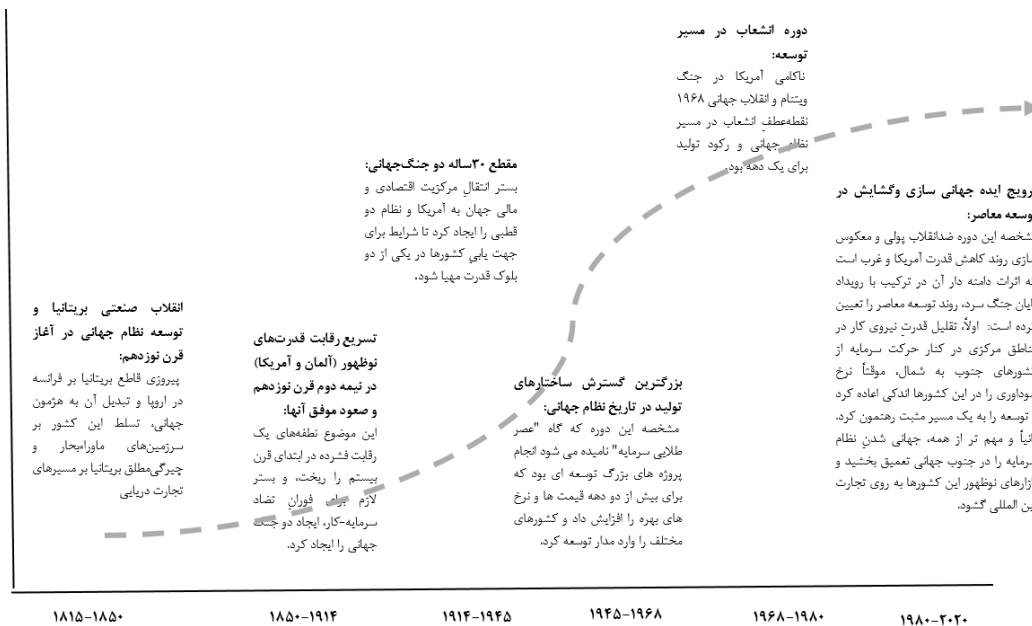 انقلاب صنعتی بریتانیا و
توسعه نظام جهانی در آغاز
قرن نوزدهم:
پیروزی قاطع بریتانیا بر فرانسه
در اروپا و تبدیل آن به هژمون
جهانی، تسلط این کشور بر
سرزمین‌های ماوراءبحار و
چیرگی‌مطلق بریتانیا بر مسیرهای
تجارت دریایی
تسریع رقابت قدرت‌های
نوظهور (آلمان و آمریکا)
در نیمه دوم قرن نوزدهم
و صعود موفق آنها:
این موضوع نطفه‌های یک
رقابت فشرده در ابتدای قرن
بیستم را ریخت، و بستر
لازم برای فورانِ تضاد
سرمایه-کار، ایجاد دو جنگ
جهانی را ایجاد کرد.
مقطع ۳۰ساله دو جنگ‌جهانی:
بستر انتقالِ مرکزیت اقتصادی و
مالی جهان به آمریکا و نظام دو
قطبی را ایجاد کرد تا شرایط برای
جهت یابیِ کشورها در یکی از دو
بلوک قدرت مهیا شود.
بزرگترین گسترش ساختارهای
تولید در تاریخ نظام جهانی:
مشخصه این دوره که گاه "عصر
طلایی سرمایه" نامیده می شود انجام
پروژه های بزرگ توسعه ای بود که
برای بیش از دو دهه قیمت ها و نرخ
های بهره را افزایش داد و کشورهای
مختلف را وارد مدار توسعه کرد.
دوره انشعاب در مسیر
توسعه:
ناکامی آمریکا در جنگ
ویتنام و انقلاب جهانی ۱۹۶۸
نقطه‌عطفِ انشعاب در مسیر
نظام جهانی و رکود تولید
برای یک دهه بود.
رویج ایده جهانی سازی وگشایش در
وسعه معاصر:
شخصه این دوره ضدانقلاب پولی و معکوس
سازی روند کاهش قدرت آمریکا و غرب است
که اثرات دامنه دار آن در ترکیب با رویداد
ایان جنگ سرد، روند توسعه معاصر را تعیین
کرده است: اولاً، تقلیل قدرتِ نیروی کار در
ناطق مرکزی در کنار حرکت سرمایه از
کشورهای جنوب به شمال، موقتاً نرخ
سوداوری را در این کشورها اندکی اعاده کرد
توسعه را به یک مسیر مثبت رهنمون کرد.
انیاً و مهم تر از همه، جهانی شدنِ نظام
سرمایه را در جنوب جهانی تعمیق بخشید و
ازارهای نوظهور این کشورها به روی تجارت
ین المللی گشود.
۱۸۱۵-۱۸۵۰
۱۸۵۰-۱۹۱۴
۱۹۱۴-۱۹۴۵
۱۹۴۵-۱۹۶۸
۱۹۶۸-۱۹۸۰
۱۹۸۰-۲۰۲۰